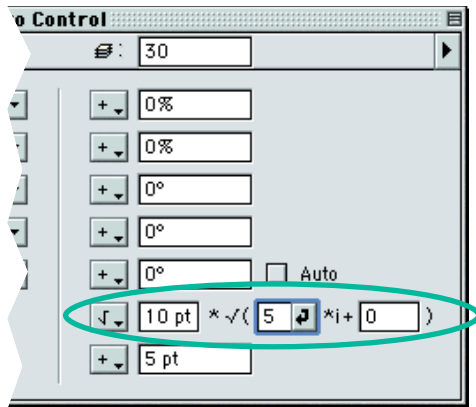 o Control
: 30
+ 0%
+ 0%
+ 0°
+ 0°
+ 0° Auto
√ 10 pt * √( 5 *i+ 0 )
+ 5 pt